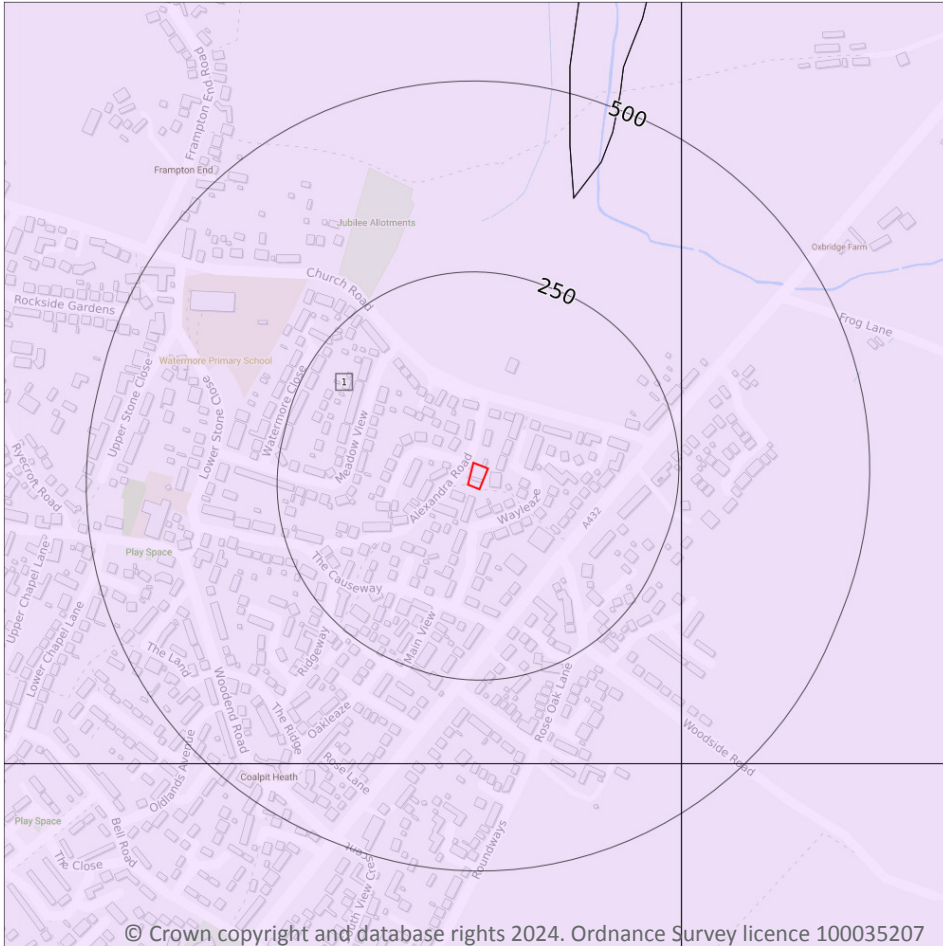 Frampton End Road
500
Frampton End
Jubilee Allotments
Oxbridge Farm
Church Road
250
Rockside Gardens
Frog Lane
Watermore Primary School
Upper Stone Close
Lower Stone Close
Watermore Close
1
Meadow View
Ryecroft Road
Alexandra Road
Wayleaze
A432
Play Space
The Causeway
Upper Chapel Lane
Lower Chapel Lane
Main View
Ridgeway
The Land
Woodend Road
Rose Oak Lane
The Ridge
Oakleaze
Woodside Road
Oldlands Avenue
Rose Lane
Coalpit Heath
Play Space
Bell Road
The Close
Roundways
South View Crescent
© Crown copyright and database rights 2024. Ordnance Survey licence 100035207